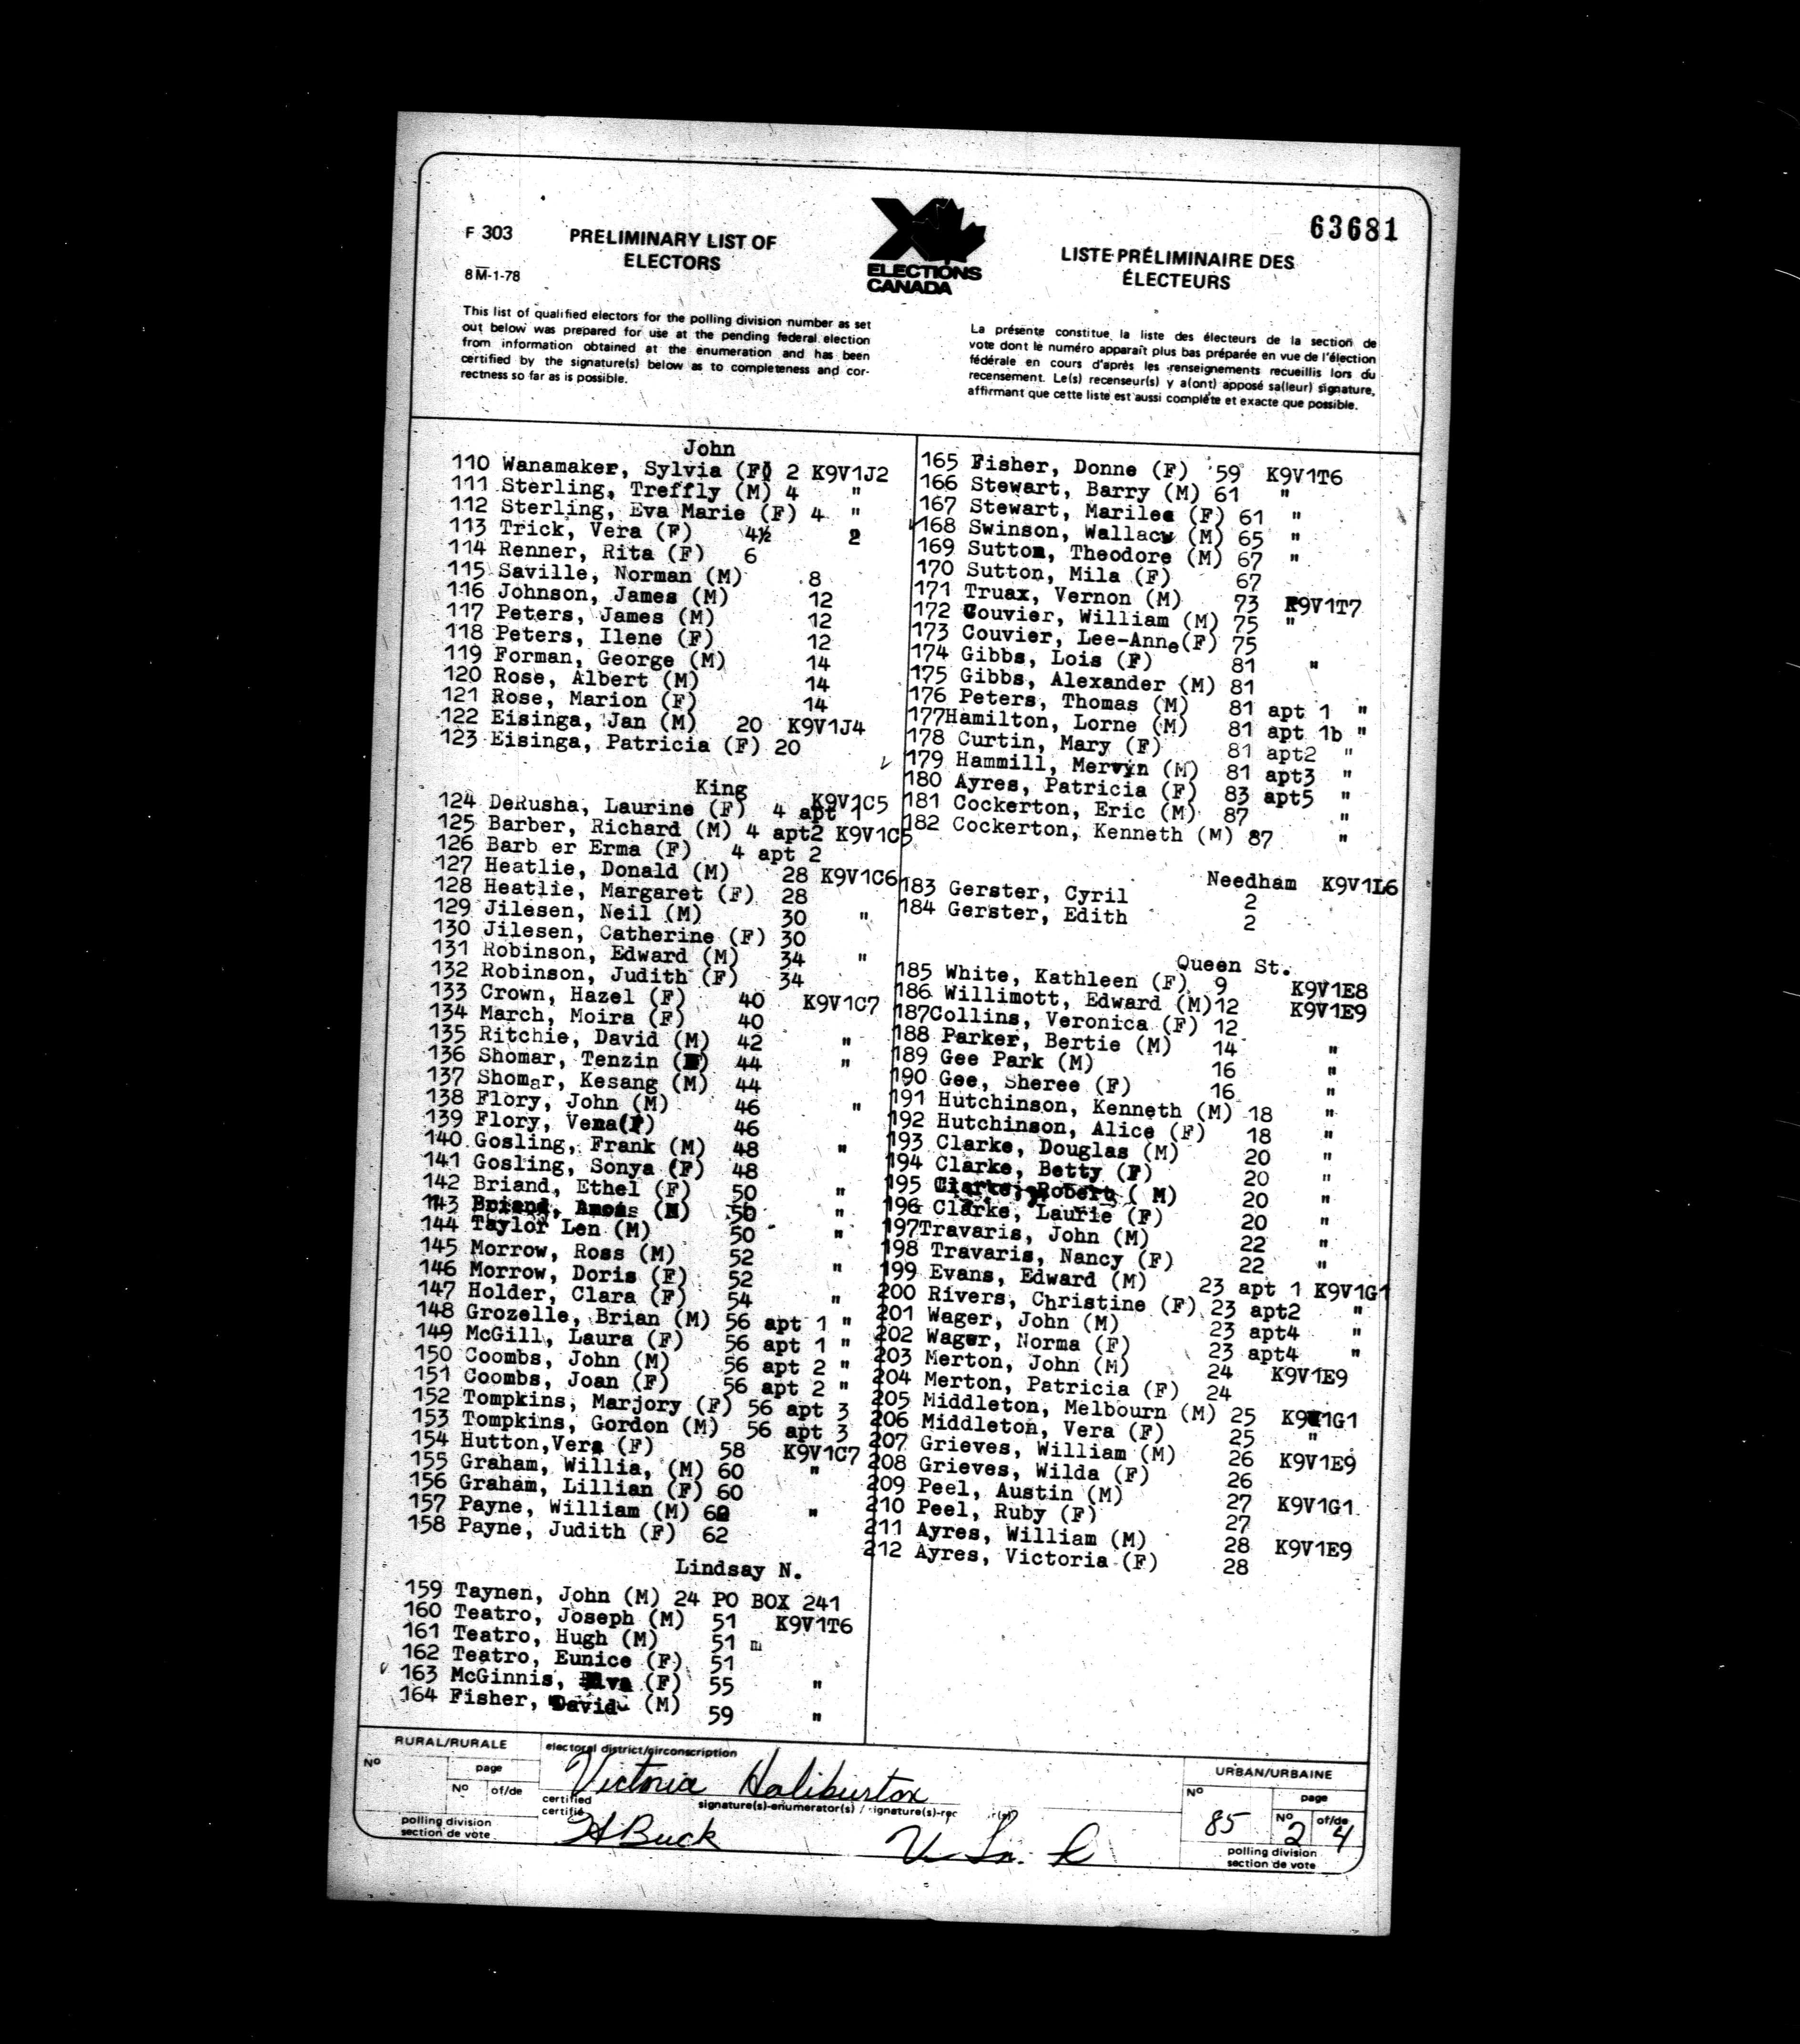 63681
F 303
8 M-1-78
PRELIMINARY LIST OF
ELECTORS
ELECTIONS
CANADA
LISTE PRÉLIMINAIRE DES
ÉLECTEURS
This list of qualified electors for the polling division number as set
out below was prepared for use at the pending federal election
from information obtained at the enumeration and has been
certified by the signature(s) below as to completeness and cor-
rectness so far as is possible.
La présente constitue la liste des électeurs de la section de
vote dont le numéro apparaît plus bas préparée en vue de l'élection
fédérale en cours d'après les renseignements recueillis lors du
recensement. Le(s) recenseur(s) y a(ont) apposé sa(leur) signature,
affirmant que cette liste est aussi complète et exacte que possible.
John
110 Wanamaker, Sylvia (F) 2 K9V1J2
111 Sterling, Treffly (M) 4 "
112 Sterling, Eva Marie (F) 4 "
113 Trick, Vera (F) 4½ 2
114 Renner, Rita (F) 6
115 Saville, Norman (M) 8
116 Johnson, James (M) 12
117 Peters, James (M) 12
118 Peters, Ilene (F) 12
119 Forman, George (M) 14
120 Rose, Albert (M) 14
121 Rose, Marion (F) 14
122 Eisinga, Jan (M) 20 K9V1J4
123 Eisinga, Patricia (F) 20
King
124 DeRusha, Laurine (F) 4 apt 1 K9V1C5
125 Barber, Richard (M) 4 apt2 K9V1C5
126 Barb er Erma (F) 4 apt 2
127 Heatlie, Donald (M) 28 K9V1C6
128 Heatlie, Margaret (F) 28
129 Jilesen, Neil (M) 30 "
130 Jilesen, Catherine (F) 30
131 Robinson, Edward (M) 34 "
132 Robinson, Judith (F) 34
133 Crown, Hazel (F) 40 K9V1C7
134 March, Moira (F) 40
135 Ritchie, David (M) 42 "
136 Shomar, Tenzin 44 "
137 Shomar, Kesang (M) 44
138 Flory, John (M) 46 "
139 Flory, Vena(F) 46
140 Gosling, Frank (M) 48 "
141 Gosling, Sonya (F) 48
142 Briand, Ethel (F) 50 "
143 Briand, (M) 50 "
144 Taylor Len (M) 50 "
145 Morrow, Ross (M) 52
146 Morrow, Doris (F) 52 "
147 Holder, Clara (F) 54 "
148 Grozelle, Brian (M) 56 apt 1 "
149 McGill, Laura (F) 56 apt 1 "
150 Coombs, John (M) 56 apt 2 "
151 Coombs, Joan (F) 56 apt 2 "
152 Tompkins, Marjory (F) 56 apt 3
153 Tompkins, Gordon (M) 56 apt 3
154 Hutton,Vera (F) 58 K9V1C7
155 Graham, Willia, (M) 60 "
156 Graham, Lillian (F) 60
157 Payne, William (M) 62 "
158 Payne, Judith (F) 62
Lindsay N.
159 Taynen, John (M) 24 PO BOX 241
160 Teatro, Joseph (M) 51 K9V1T6
161 Teatro, Hugh (M) 51 m
162 Teatro, Eunice (F) 51
163 McGinnis, (F) 55 "
164 Fisher, David (M) 59 "
165 Fisher, Donne (F) 59 K9V1T6
166 Stewart, Barry (M) 61 "
167 Stewart, Marilee (F) 61 "
168 Swinson, Wallacw (M) 65 "
169 Sutton, Theodore (M) 67 "
170 Sutton, Mila (F) 67
171 Truax, Vernon (M) 73 K9V1T7
172 Couvier, William (M) 75 "
173 Couvier, Lee-Anne(F) 75
174 Gibbs, Lois (F) 81 "
175 Gibbs, Alexander (M) 81
176 Peters, Thomas (M) 81 apt 1 "
177Hamilton, Lorne (M) 81 apt 1b "
178 Curtin, Mary (F) 81 apt2 "
179 Hammill, Mervyn (M) 81 apt3 "
180 Ayres, Patricia (F) 83 apt5 "
181 Cockerton, Eric (M) 87 "
182 Cockerton, Kenneth (M) 87 "
Needham K9V1L6
183 Gerster, Cyril 2
184 Gerster, Edith 2
Queen St.
185 White, Kathleen (F) 9 K9V1E8
186 Willimott, Edward (M)12 K9V1E9
187Collins, Veronica (F) 12
188 Parker, Bertie (M) 14 "
189 Gee Park (M) 16 "
190 Gee, Sheree (F) 16 "
191 Hutchinson, Kenneth (M) 18 "
192 Hutchinson, Alice (F) 18 "
193 Clarke, Douglas (M) 20 "
194 Clarke, Betty (F) 20 "
195 Clarke, Robert ( M) 20 "
196 Clarke, Laurie (F) 20 "
197Travaris, John (M) 22 "
198 Travaris, Nancy (F) 22 "
199 Evans, Edward (M) 23 apt 1 K9V1G1
200 Rivers, Christine (F) 23 apt2 "
201 Wager, John (M) 23 apt4 "
202 Wager, Norma (F) 23 apt4 "
203 Merton, John (M) 24 K9V1E9
204 Merton, Patricia (F) 24
205 Middleton, Melbourn (M) 25 K9V1G1
206 Middleton, Vera (F) 25 "
207 Grieves, William (M) 26 K9V1E9
208 Grieves, Wilda (F) 26
209 Peel, Austin (M) 27 K9V1G1
210 Peel, Ruby (F) 27
211 Ayres, William (M) 28 K9V1E9
212 Ayres, Victoria (F) 28
RURAL/RURALE
No
page
No of/de
polling division
section de vote
electoral district/circonscription
Victoria Haliburton
certified
certifié
signature(s)-enumerator(s) / signature(s)-rec
H Buck
URBAN/URBAINE
No
85
page
No of/de
2 4
polling division
section de vote